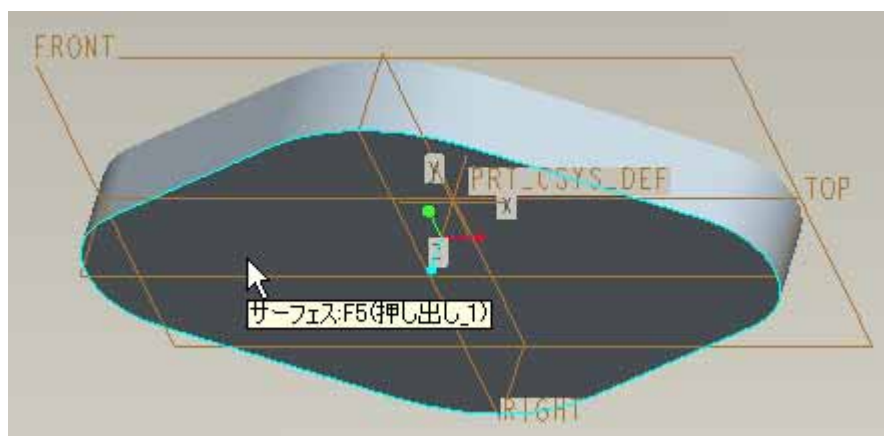 FRONT
Y
PRT_CSYS_DEF
TOP
X
Z
サーフェス:F5(押し出し_1)
RIGHT